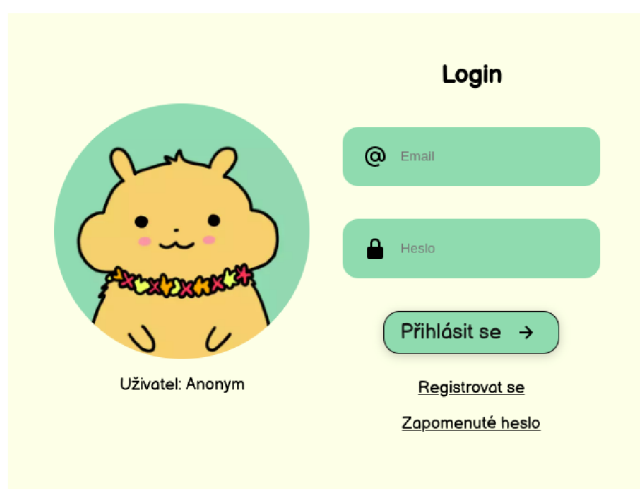 Login
@ Email
Heslo
Přihlásit se →
Uživatel: Anonym
Registrovat se
Zapomenuté heslo